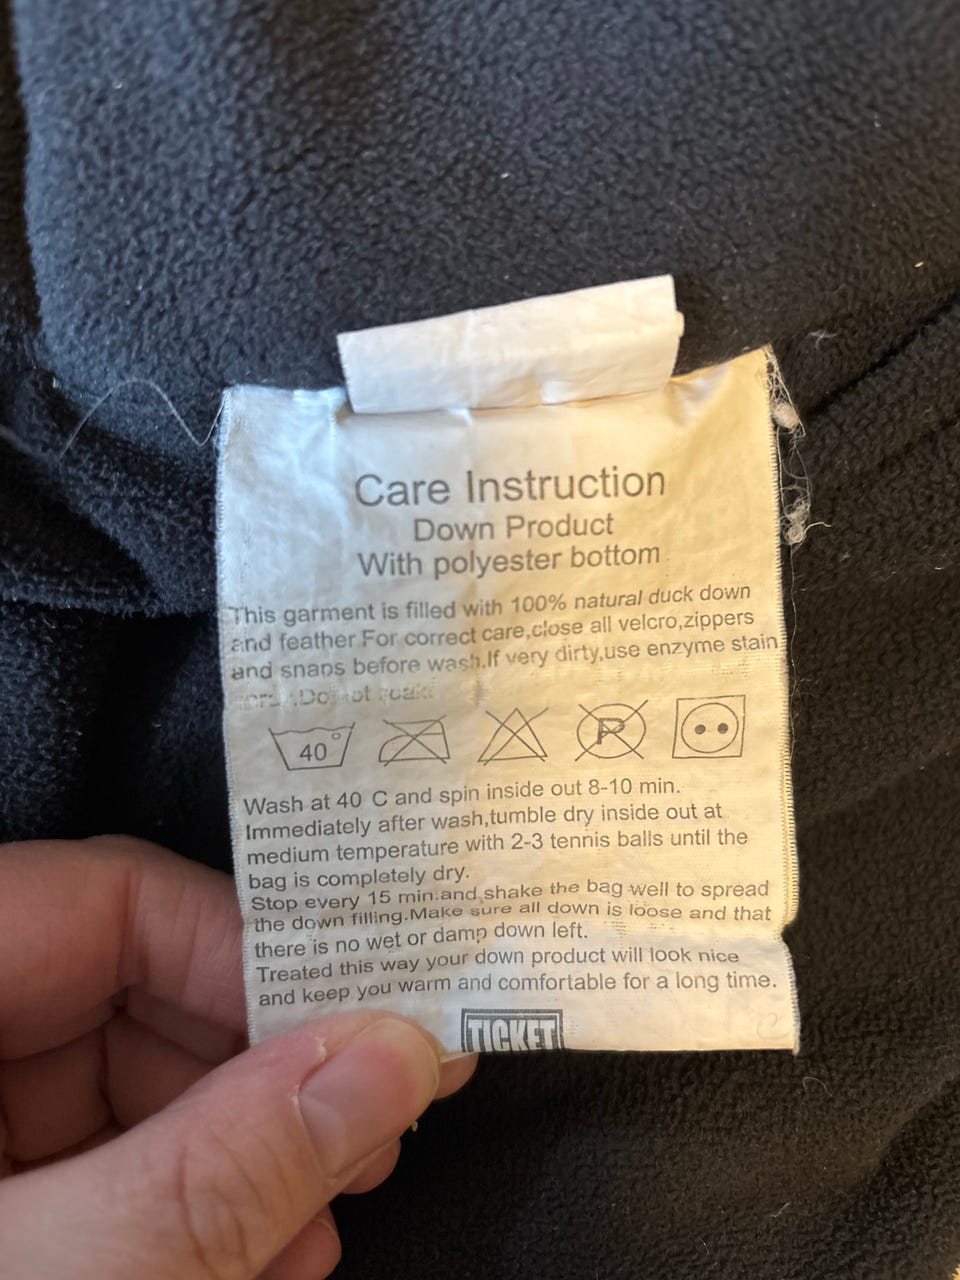 Care Instruction
Down Product
With polyester bottom
This garment is filled with 100% natural duck down
and feather.For correct care,close all velcro,zippers
and snaps before wash.If very dirty,use enzyme stain
.Do not soak
40°
P
Wash at 40 C and spin inside out 8-10 min.
Immediately after wash,tumble dry inside out at
medium temperature with 2-3 tennis balls until the
bag is completely dry.
Stop every 15 min.and shake the bag well to spread
the down filling.Make sure all down is loose and that
there is no wet or damp down left.
Treated this way your down product will look nice
and keep you warm and comfortable for a long time.
TICKET